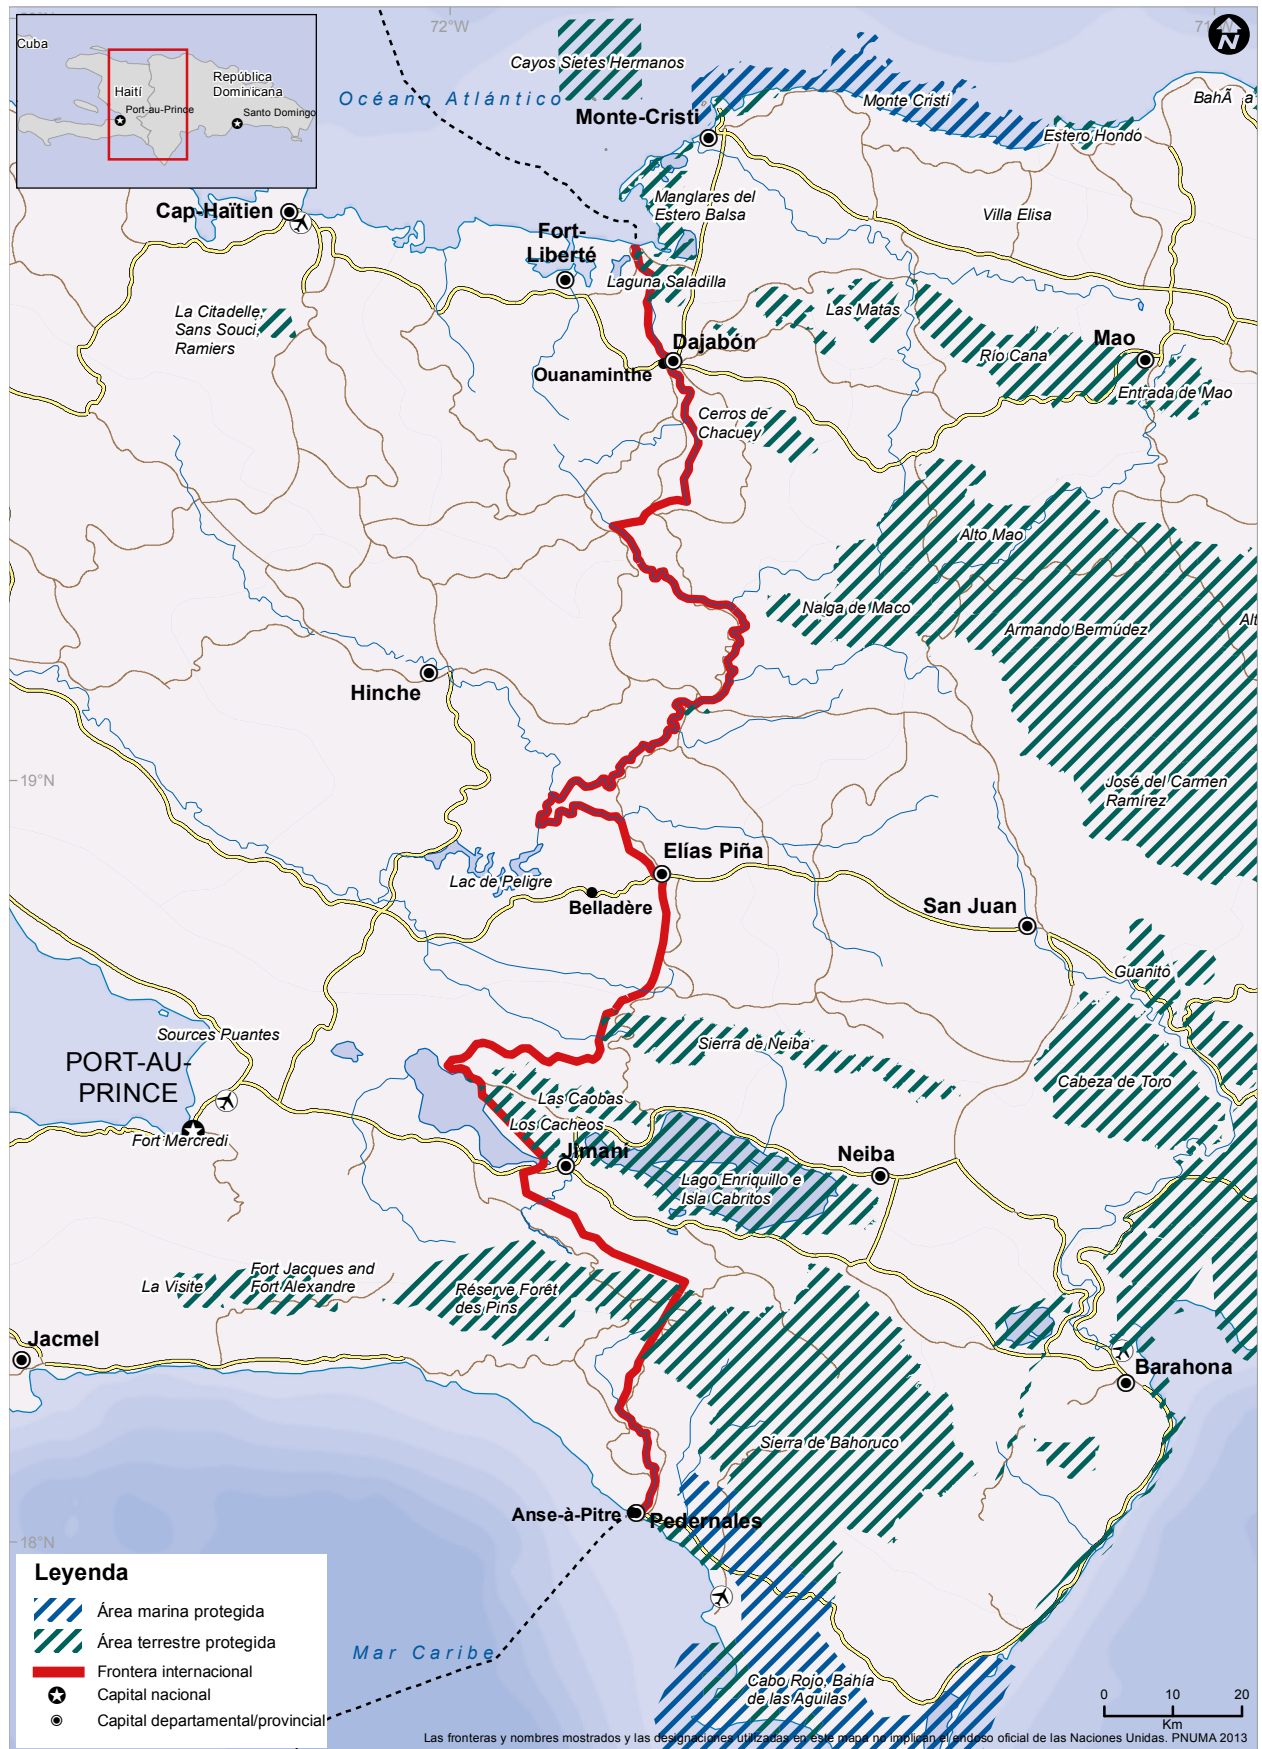 72°W
Cuba
Haití
República
Dominicana
Port-au-Prince
Santo Domingo
N
Cayos Sietes Hermanos
Océano Atlántico
Monte Cristi
BahÃ a
Monte-Cristi
Estero Hondo
Manglares del
Estero Balsa
Villa Elisa
Cap-Haïtien
Fort-
Liberté
Laguna Saladilla
La Citadelle,
Sans Souci,
Ramiers
Las Matas
Dajabón
Mao
Río Cana
Ouanaminthe
Entrada de Mao
Cerros de
Chacuey
Alto Mao
Nalga de Maco
Armando Bermúdez
Alt
Hinche
19°N
José del Carmen
Ramírez
Elías Piña
Lac de Peligre
Belladère
San Juan
Guanito
Sources Puantes
Sierra de Neiba
PORT-AU-
PRINCE
Cabeza de Toro
Las Caobas
Los Cacheos
Fort Mercredi
Jimaní
Neiba
Lago Enriquillo e
Isla Cabritos
Fort Jacques and
Fort Alexandre
La Visite
Réserve Forêt
des Pins
Jacmel
Barahona
Sierra de Bahoruco
Anse-à-Pitre
Pedernales
18°N
Leyenda
Área marina protegida
Área terrestre protegida
Frontera internacional
Capital nacional
Capital departamental/provincial
Mar Caribe
Cabo Rojo, Bahía
de las Aguilas
0 10 20
Km
Las fronteras y nombres mostrados y las designaciones utilizadas en este mapa no implican el endoso oficial de las Naciones Unidas. PNUMA 2013